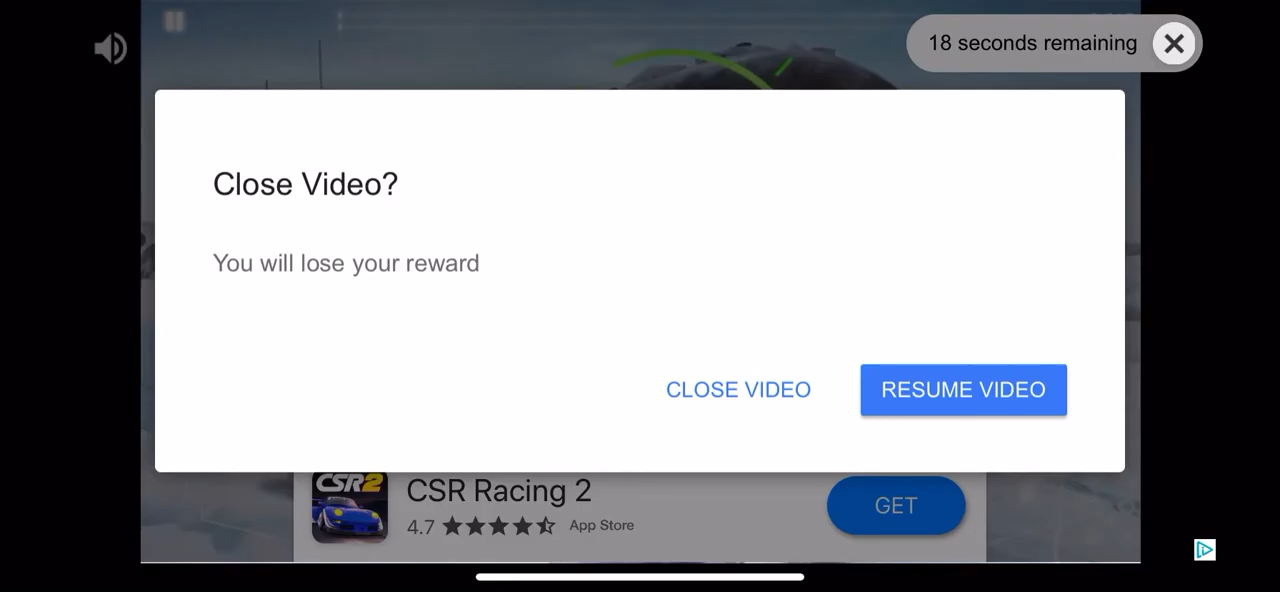 18 seconds remaining
Close Video?
You will lose your reward
CLOSE VIDEO
RESUME VIDEO
CSR2
CSR Racing 2
GET
4.7
App Store